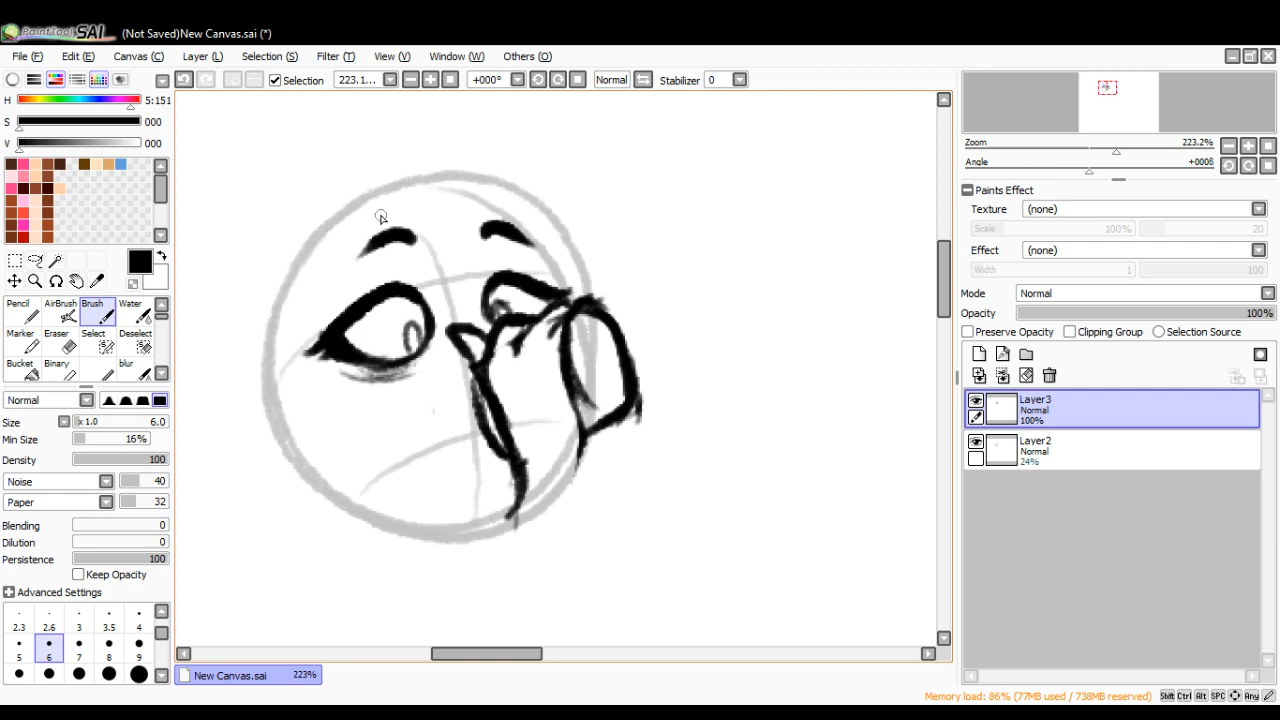 PaintTool SAI (Not Saved)New Canvas.sai (*)
File (F) Edit (E) Canvas (C) Layer (L) Selection (S) Filter (T) View (V) Window (W) Others (O)
Selection 223.1... +000° Normal Stabilizer 0
H 5:151
S 000
V 000
Pencil AirBrush Brush Water
Marker Eraser Select Deselect
Bucket Binary blur
Normal
Size x 1.0 6.0
Min Size 16%
Density 100
Noise 40
Paper 32
Blending 0
Dilution 0
Persistence 100
Keep Opacity
Advanced Settings
2.3 2.6 3 3.5 4
5 6 7 8 9
New Canvas.sai 223%
Zoom 223.2%
Angle +000ß
Paints Effect
Texture (none)
Scale 100% 20
Effect (none)
Width 1 100
Mode Normal
Opacity 100%
Preserve Opacity Clipping Group Selection Source
Layer3
Normal
100%
Layer2
Normal
24%
Memory load: 86% (77MB used / 738MB reserved) Shift Ctrl Alt SPC Any